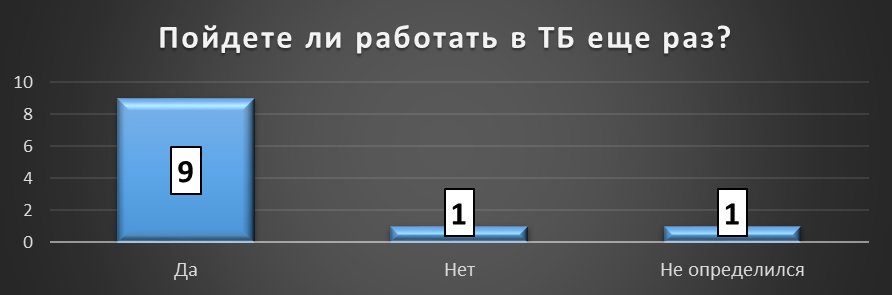 Пойдете ли работать в ТБ еще раз?
10
8
6
4
2
0
9
1
1
Да
Нет
Не определился